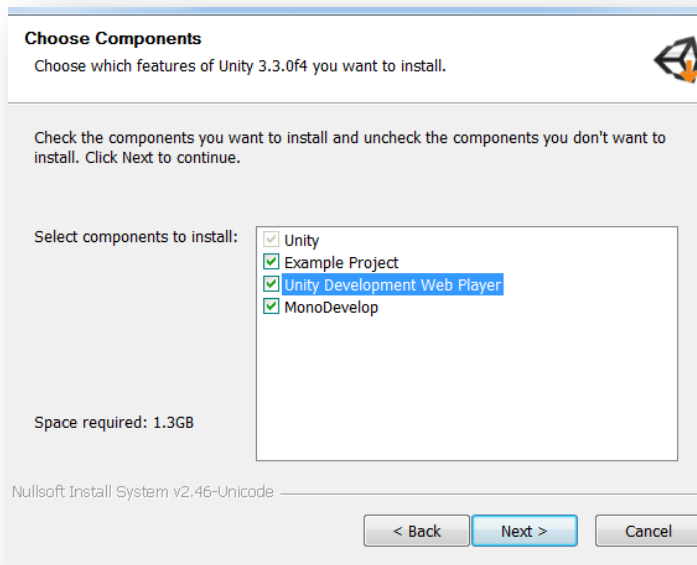 Choose Components
Choose which features of Unity 3.3.0f4 you want to install.
Check the components you want to install and uncheck the components you don't want to
install. Click Next to continue.
Select components to install:
Unity
Example Project
Unity Development Web Player
MonoDevelop
Space required: 1.3GB
Nullsoft Install System v2.46-Unicode
< Back
Next >
Cancel